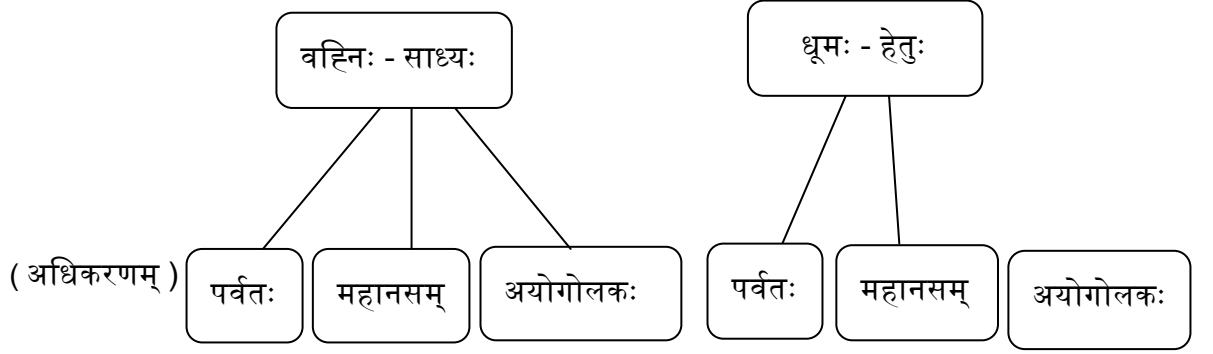 वह्निः - साध्यः
धूमः - हेतुः
( अधिकरणम् )
पर्वतः
महानसम्
अयोगोलकः
पर्वतः
महानसम्
अयोगोलकः